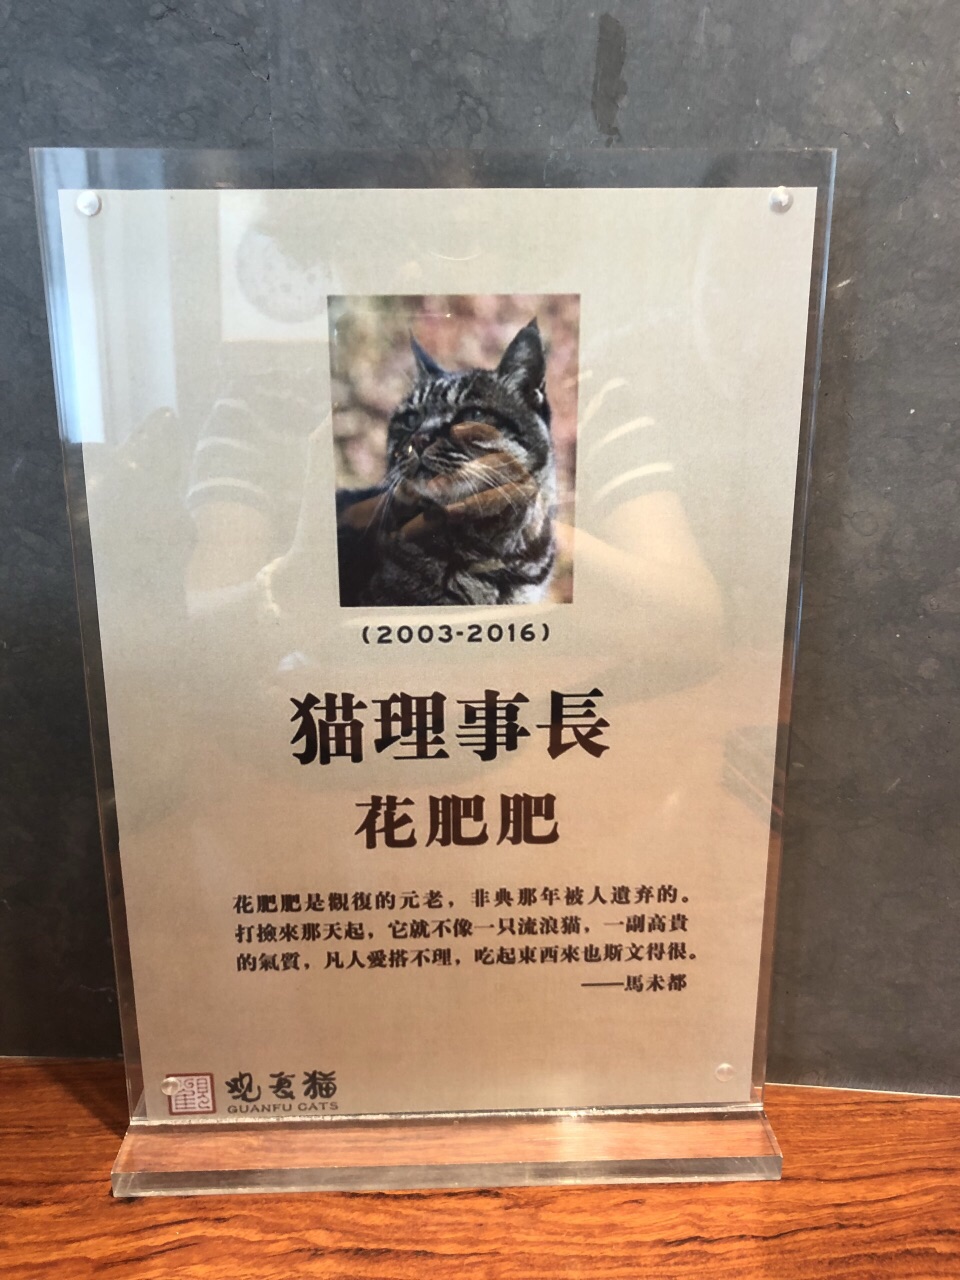 (2003-2016)
猫理事長
花肥肥
花肥肥是觀復的元老，非典那年被人遺弃的。
打撿來那天起，它就不像一只流浪猫，一副高貴
的氣質，凡人愛搭不理，吃起東西來也斯文得很。
——馬未都
观复猫
GUANFU CATS